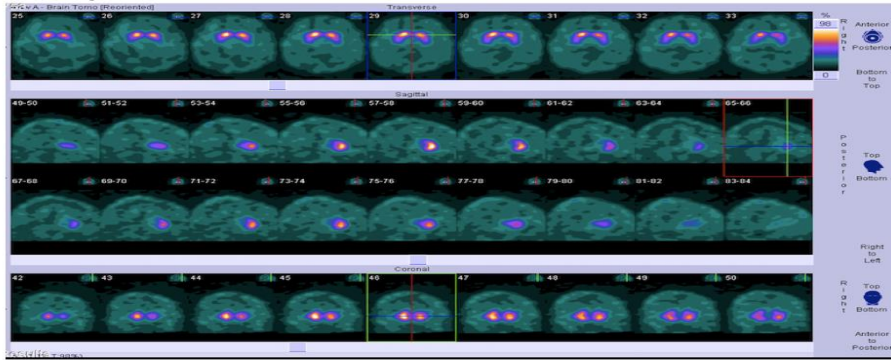 A - Brain Tomo [Reoriented]
Transverse
25 26 27 28 29 30 31 32 33
%
98
0
Right
Anterior
Posterior
Bottom
to
Top
Sagittal
49-50 51-52 53-54 55-56 57-58 59-60 61-62 63-64 65-66
67-68 69-70 71-72 73-74 75-76 77-78 79-80 81-82 83-84
Posterior
Top
Bottom
Right
to
Left
Coronal
42 43 44 45 46 47 48 49 50
Right
Top
Bottom
Anterior
to
Posterior